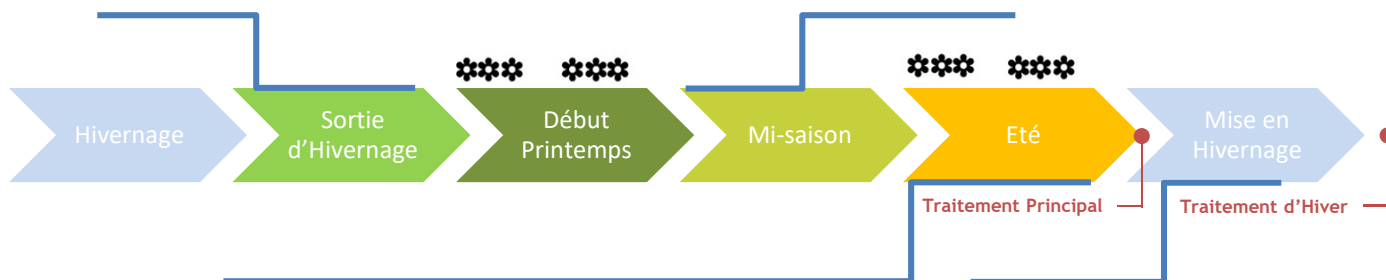 Hivernage
Sortie
d'Hivernage
Début
Printemps
Mi-saison
Eté
Mise en
Hivernage
Traitement Principal
Traitement d'Hiver